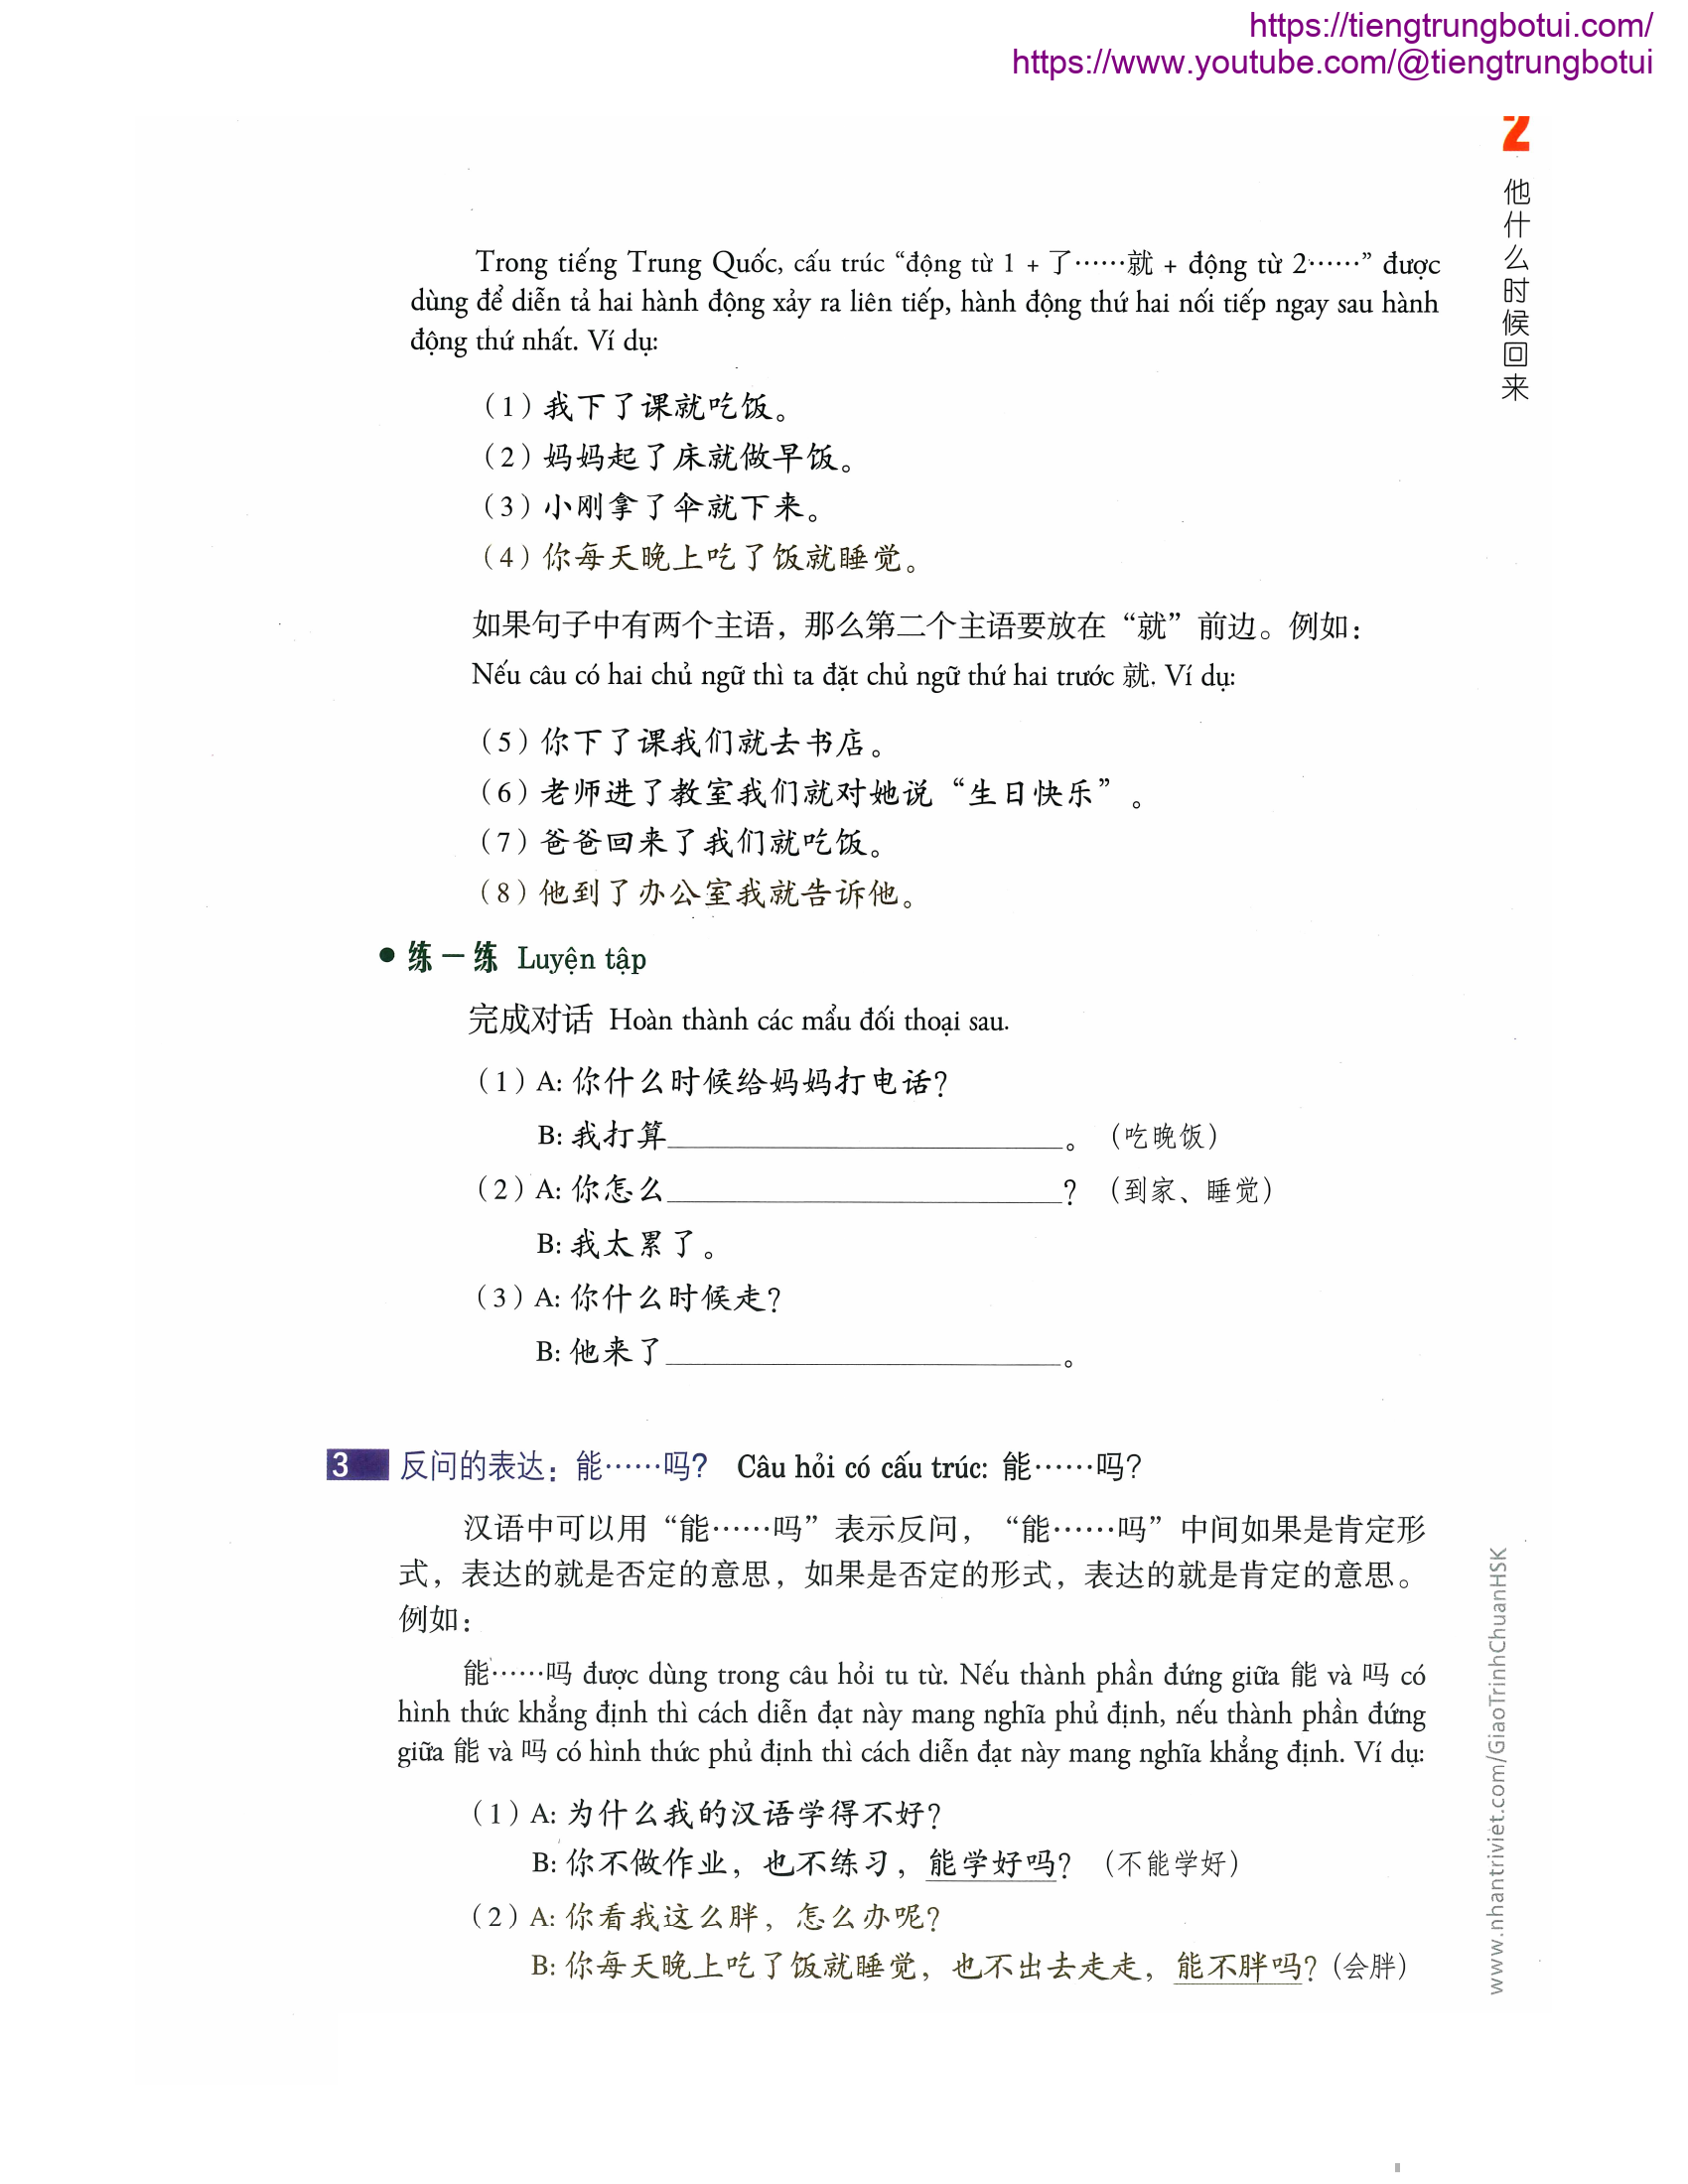 https://tiengtrungbotui.com/
https://www.youtube.com/@tiengtrungbotui
2
他什么时候回来
Trong tiếng Trung Quốc, cấu trúc “động từ 1 + 了……就 + động từ 2……” được
dùng để diễn tả hai hành động xảy ra liên tiếp, hành động thứ hai nối tiếp ngay sau hành
động thứ nhất. Ví dụ:
（1）我下了课就吃饭。
（2）妈妈起了床就做早饭。
（3）小刚拿了伞就下来。
（4）你每天晚上吃了饭就睡觉。
如果句子中有两个主语，那么第二个主语要放在“就”前边。例如：
Nếu câu có hai chủ ngữ thì ta đặt chủ ngữ thứ hai trước 就. Ví dụ:
（5）你下了课我们就去书店。
（6）老师进了教室我们就对她说“生日快乐”。
（7）爸爸回来了我们就吃饭。
（8）他到了办公室我就告诉他。
● 练一练 Luyện tập
完成对话 Hoàn thành các mẩu đối thoại sau.
（1）A: 你什么时候给妈妈打电话？
B: 我打算____________________。（吃晚饭）
（2）A: 你怎么____________________？（到家、睡觉）
B: 我太累了。
（3）A: 你什么时候走？
B: 他来了____________________。
3 反问的表达：能……吗？ Câu hỏi có cấu trúc: 能……吗？
汉语中可以用“能……吗”表示反问，“能……吗”中间如果是肯定形
式，表达的就是否定的意思，如果是否定的形式，表达的就是肯定的意思。
例如：
能……吗 được dùng trong câu hỏi tu từ. Nếu thành phần đứng giữa 能 và 吗 có
hình thức khẳng định thì cách diễn đạt này mang nghĩa phủ định, nếu thành phần đứng
giữa 能 và 吗 có hình thức phủ định thì cách diễn đạt này mang nghĩa khẳng định. Ví dụ:
（1）A: 为什么我的汉语学得不好？
B: 你不做作业，也不练习，能学好吗？（不能学好）
（2）A: 你看我这么胖，怎么办呢？
B: 你每天晚上吃了饭就睡觉，也不出去走走，能不胖吗？（会胖）
www.nhantriviet.com/GiaoTrinhChuanHSK